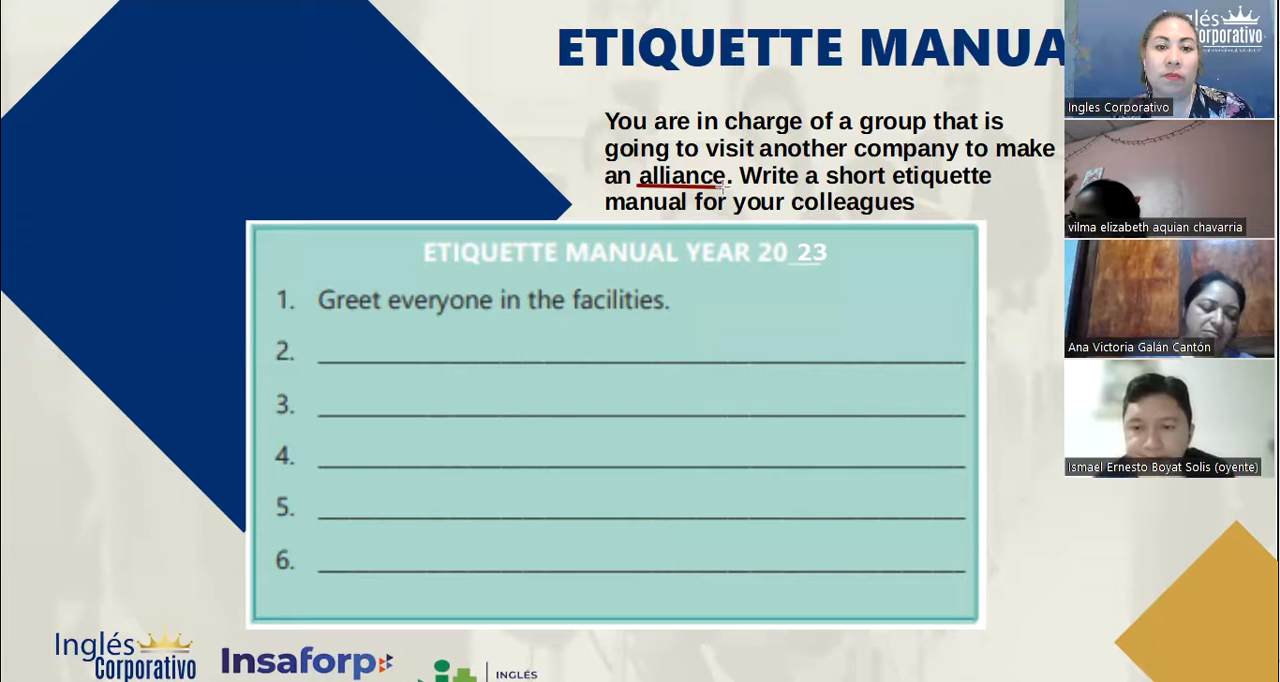 ETIQUETTE MANUA
You are in charge of a group that is
going to visit another company to make
an alliance. Write a short etiquette
manual for your colleagues
ETIQUETTE MANUAL YEAR 20 23
1. Greet everyone in the facilities.
2.
3.
4.
5.
6.
Inglés
Corporativo
Insaforp
INGLÉS
glés
orporativo
Ingles Corporativo
vilma elizabeth aquian chavarria
Ana Victoria Galán Cantón
Ismael Ernesto Boyat Solis (oyente)